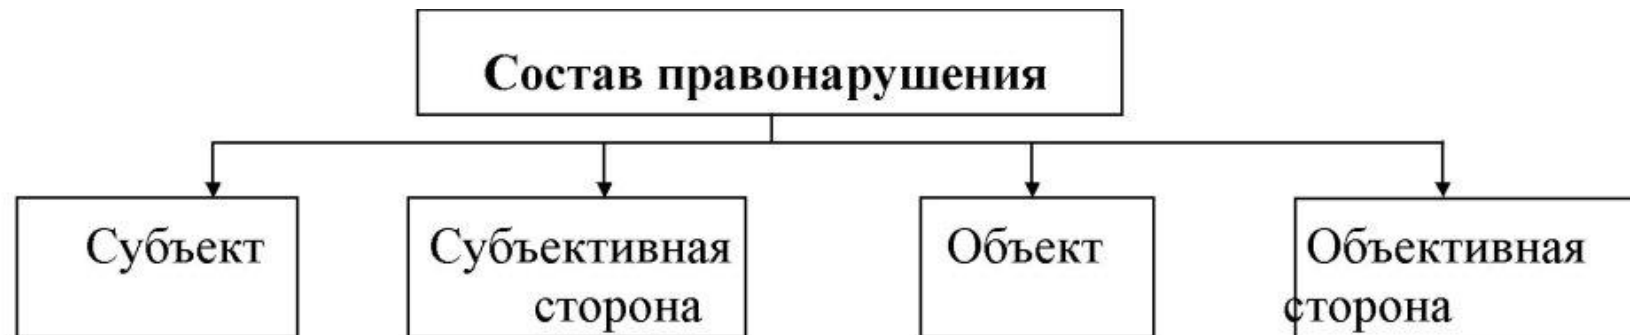 Состав правонарушения
Субъект
Субъективная
сторона
Объект
Объективная
сторона